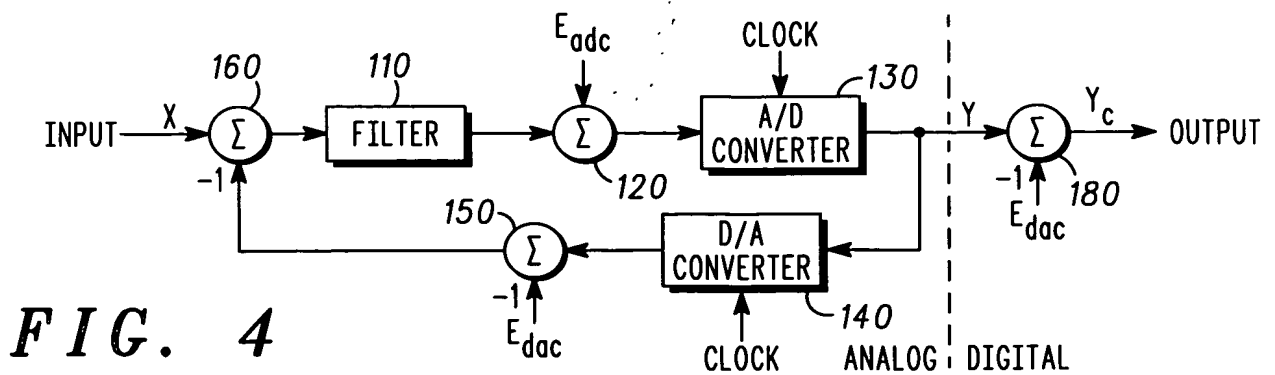 E_adc
CLOCK
160
110
130
INPUT
X
Σ
FILTER
Σ
A/D
CONVERTER
Y
Σ
Y_c
OUTPUT
-1
120
-1
180
E_dac
150
Σ
D/A
CONVERTER
-1
E_dac
140
CLOCK
ANALOG
DIGITAL
FIG. 4